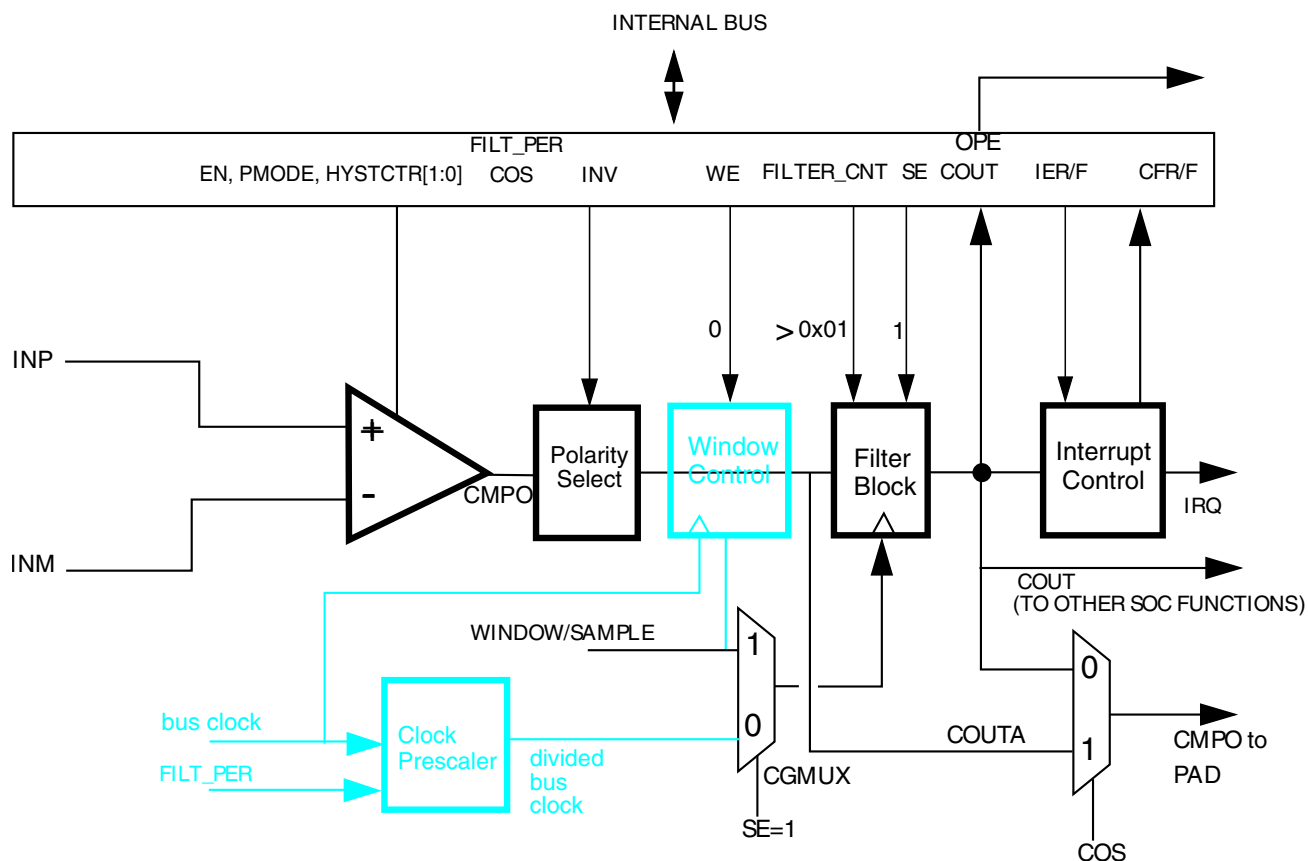 INTERNAL BUS
FILT_PER
OPE
EN, PMODE, HYSTCTR[1:0]
COS
INV
WE
FILTER_CNT
SE
COUT
IER/F
CFR/F
0
> 0x01
1
INP
+
-
INM
CMPO
Polarity
Select
Window
Control
Filter
Block
Interrupt
Control
IRQ
COUT
(TO OTHER SOC FUNCTIONS)
WINDOW/SAMPLE
1
0
CGMUX
SE=1
bus clock
FILT_PER
Clock
Prescaler
divided
bus
clock
COUTA
0
1
CMPO to
PAD
COS